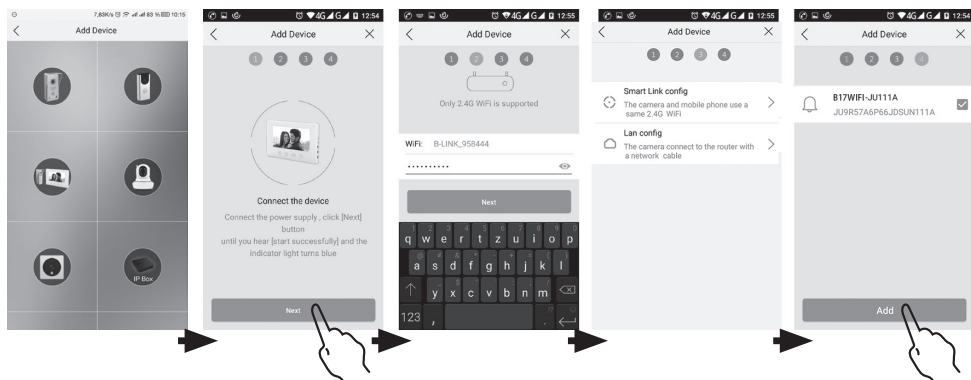 7,83K/s 83 % 10:15
Add Device
IP Box
4G 12:54
Add Device
1 2 3 4
Connect the device
Connect the power supply , click [Next]
button
until you hear [start successfully] and the
indicator light turns blue
Next
4G 12:55
Add Device
1 2 3 4
Only 2.4G WiFi is supported
WiFi: B-LINK_958444
..........
Next
q w e r t z u i o p
a s d f g h j k l
y x c v b n m
123 , .
4G 12:55
Add Device
1 2 3 4
Smart Link config
The camera and mobile phone use a
same 2,4G WiFi
Lan config
The camera connect to the router with
a network cable
4G 12:54
Add Device
1 2 3 4
B17WIFI-JU111A
JU9R57A6P66JDSUN111A
Add